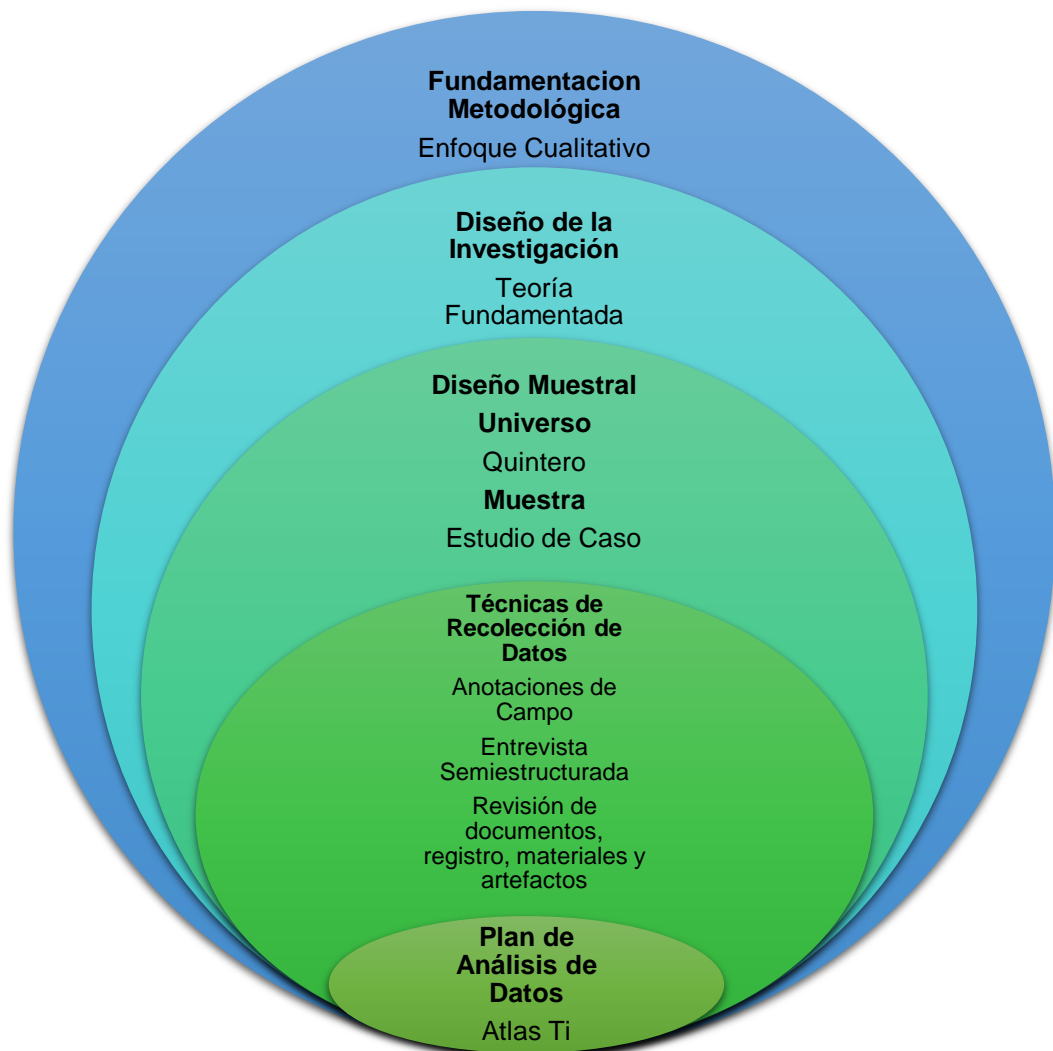 Fundamentacion
Metodológica
Enfoque Cualitativo
Diseño de la
Investigación
Teoría
Fundamentada
Diseño Muestral
Universo
Quintero
Muestra
Estudio de Caso
Técnicas de
Recolección de
Datos
Anotaciones de
Campo
Entrevista
Semiestructurada
Revisión de
documentos,
registro, materiales y
artefactos
Plan de
Análisis de
Datos
Atlas Ti